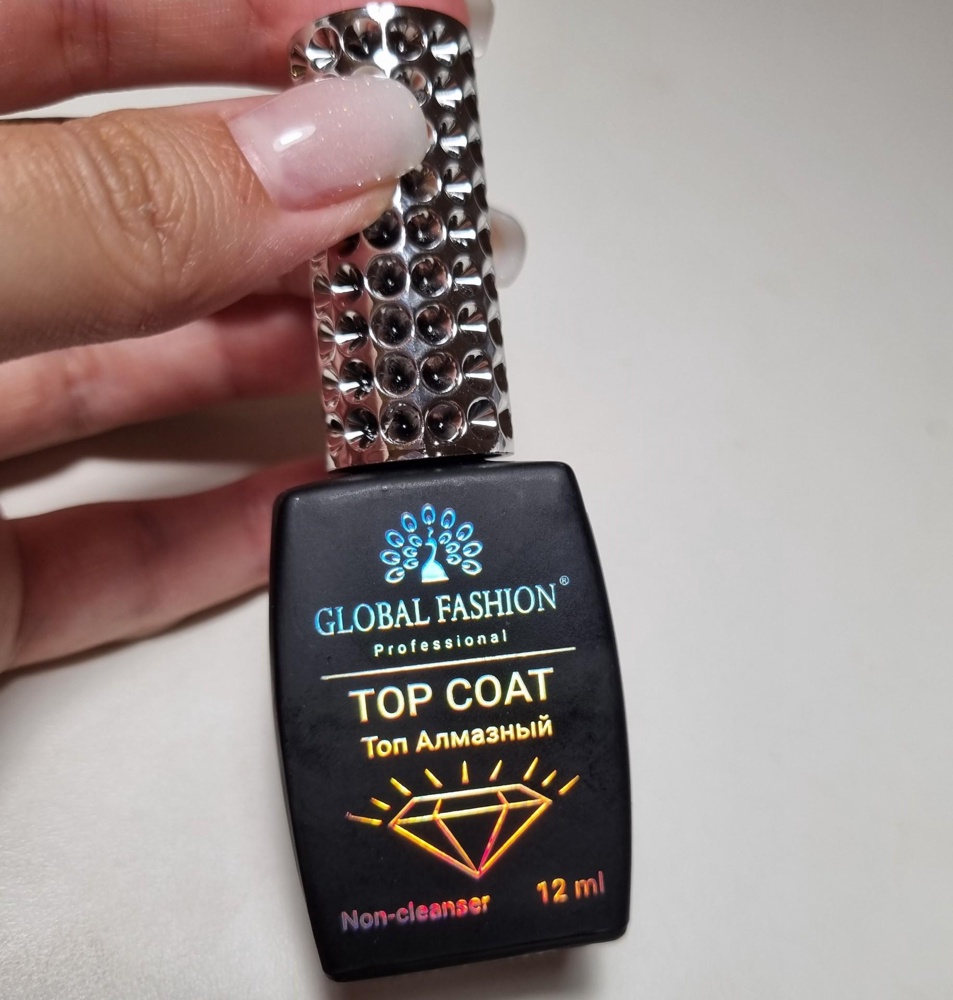 GLOBAL FASHION®
Professional
TOP COAT
Топ Алмазный
Non-cleanser 12 ml